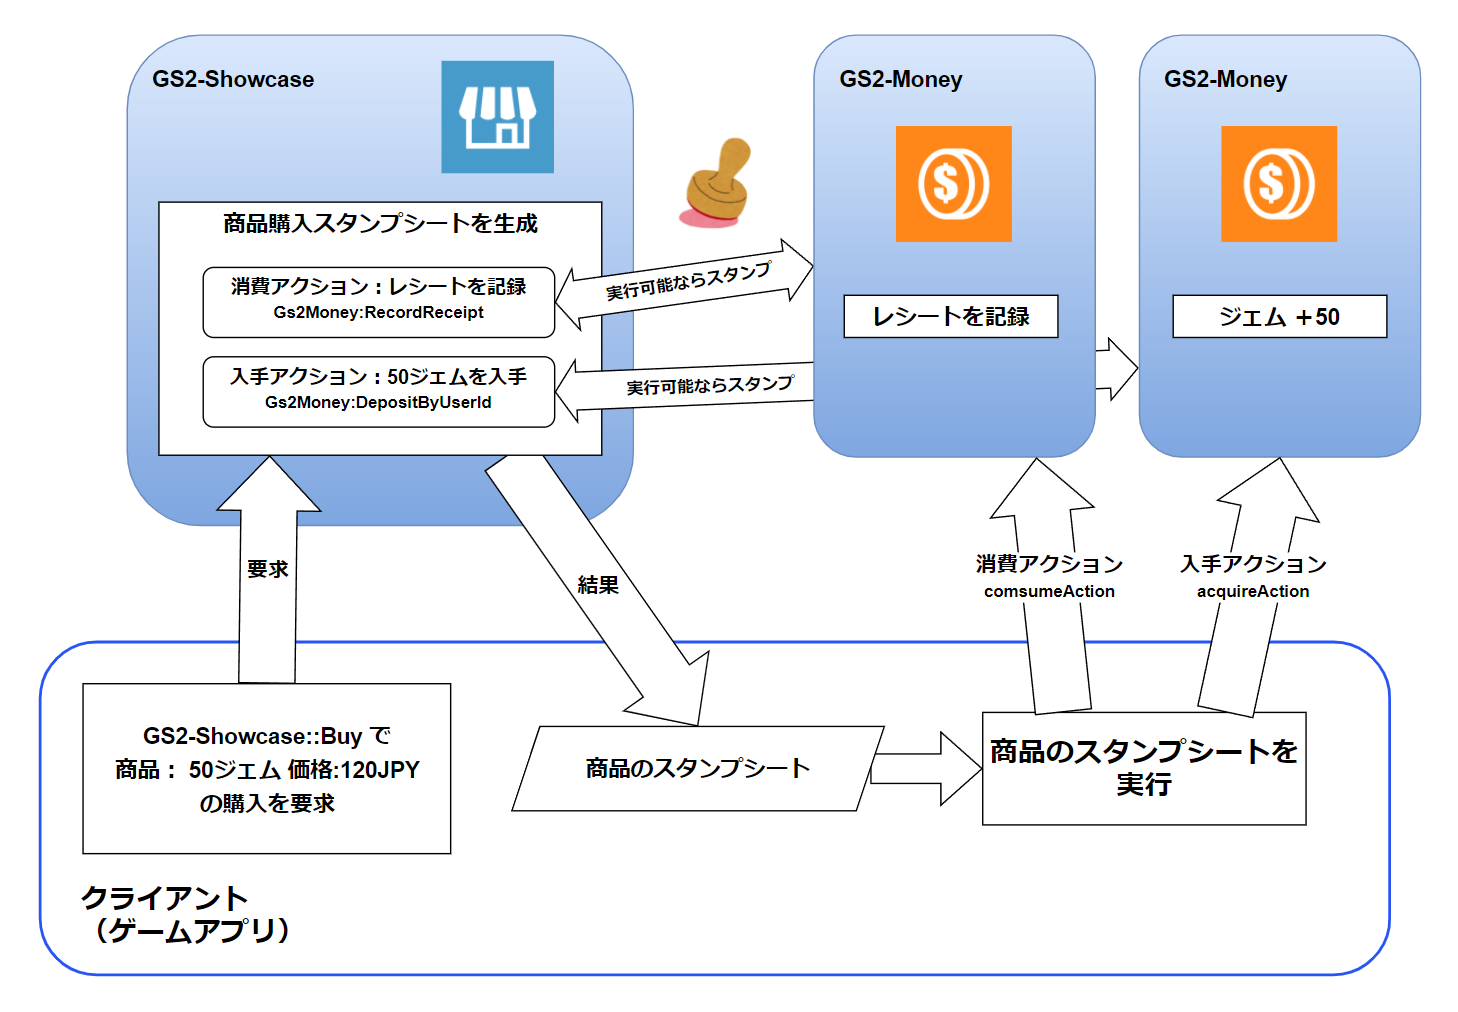 GS2-Showcase
商品購入スタンプシートを生成
消費アクション：レシートを記録
Gs2Money:RecordReceipt
入手アクション：50ジェムを入手
Gs2Money:DepositByUserId
実行可能ならスタンプ
実行可能ならスタンプ
GS2-Money
レシートを記録
GS2-Money
ジェム ＋50
要求
結果
消費アクション
comsumeAction
入手アクション
acquireAction
GS2-Showcase::Buy で
商品： 50ジェム 価格:120JPY
の購入を要求
商品のスタンプシート
商品のスタンプシートを
実行
クライアント
（ゲームアプリ）